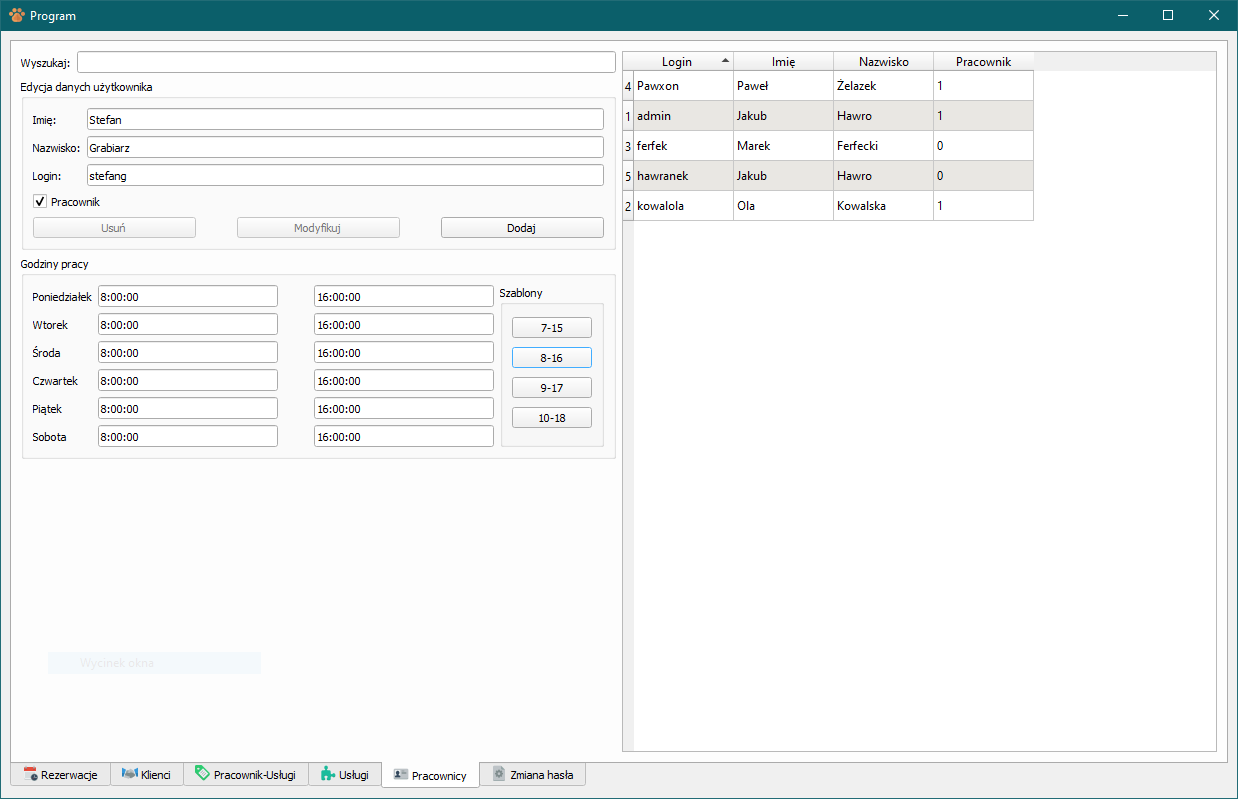 Program
Wyszukaj:
Edycja danych użytkownika
Imię: Stefan
Nazwisko: Grabiarz
Login: stefang
Pracownik
Usuń Modyfikuj Dodaj
Godziny pracy
Poniedziałek 8:00:00 16:00:00
Wtorek 8:00:00 16:00:00
Środa 8:00:00 16:00:00
Czwartek 8:00:00 16:00:00
Piątek 8:00:00 16:00:00
Sobota 8:00:00 16:00:00
Szablony
7-15
8-16
9-17
10-18
Wycinek okna
Login Imię Nazwisko Pracownik
4 Pawxon Paweł Żelazek 1
1 admin Jakub Hawro 1
3 ferfek Marek Ferfecki 0
5 hawranek Jakub Hawro 0
2 kowalola Ola Kowalska 1
Rezerwacje Klienci Pracownik-Usługi Usługi Pracownicy Zmiana hasła